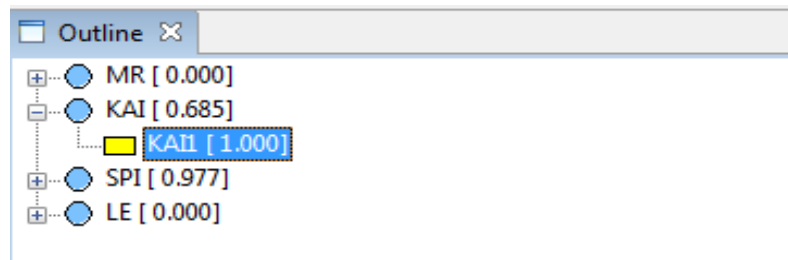 Outline
MR [ 0.000]
KAI [ 0.685]
KAI1 [ 1.000]
SPI [ 0.977]
LE [ 0.000]